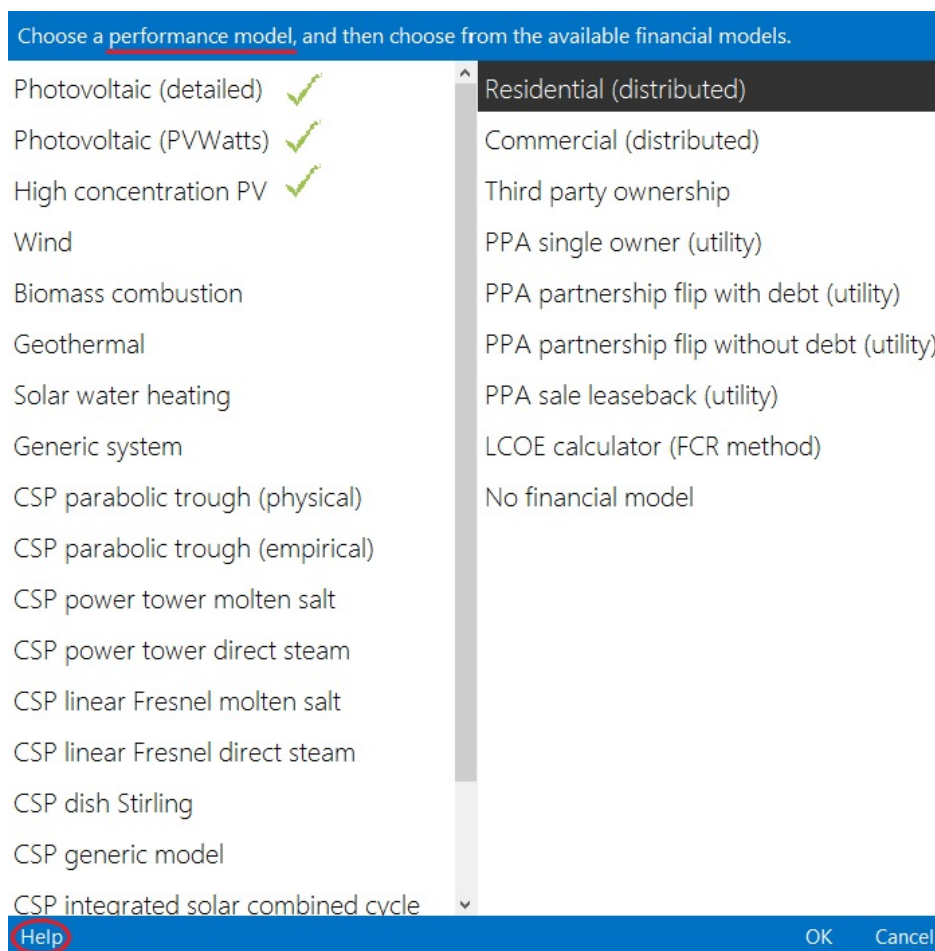 Choose a performance model, and then choose from the available financial models.
Photovoltaic (detailed)
Photovoltaic (PVWatts)
High concentration PV
Wind
Biomass combustion
Geothermal
Solar water heating
Generic system
CSP parabolic trough (physical)
CSP parabolic trough (empirical)
CSP power tower molten salt
CSP power tower direct steam
CSP linear Fresnel molten salt
CSP linear Fresnel direct steam
CSP dish Stirling
CSP generic model
CSP integrated solar combined cycle
Residential (distributed)
Commercial (distributed)
Third party ownership
PPA single owner (utility)
PPA partnership flip with debt (utility)
PPA partnership flip without debt (utility)
PPA sale leaseback (utility)
LCOE calculator (FCR method)
No financial model
Help
OK Cancel